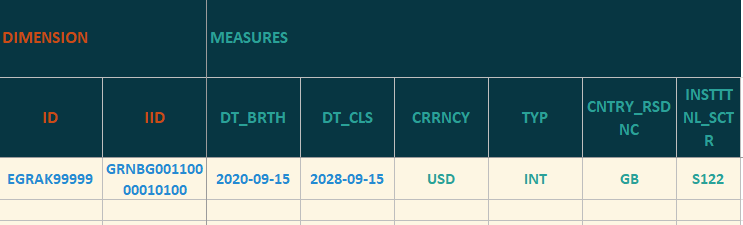 DIMENSION MEASURES
ID IID DT_BRTH DT_CLS CRRNCY TYP CNTRY_RSD
NC INSTTT
NL_SCT
R
EGRAK99999 GRNBG001100
00010100 2020-09-15 2028-09-15 USD INT GB S122